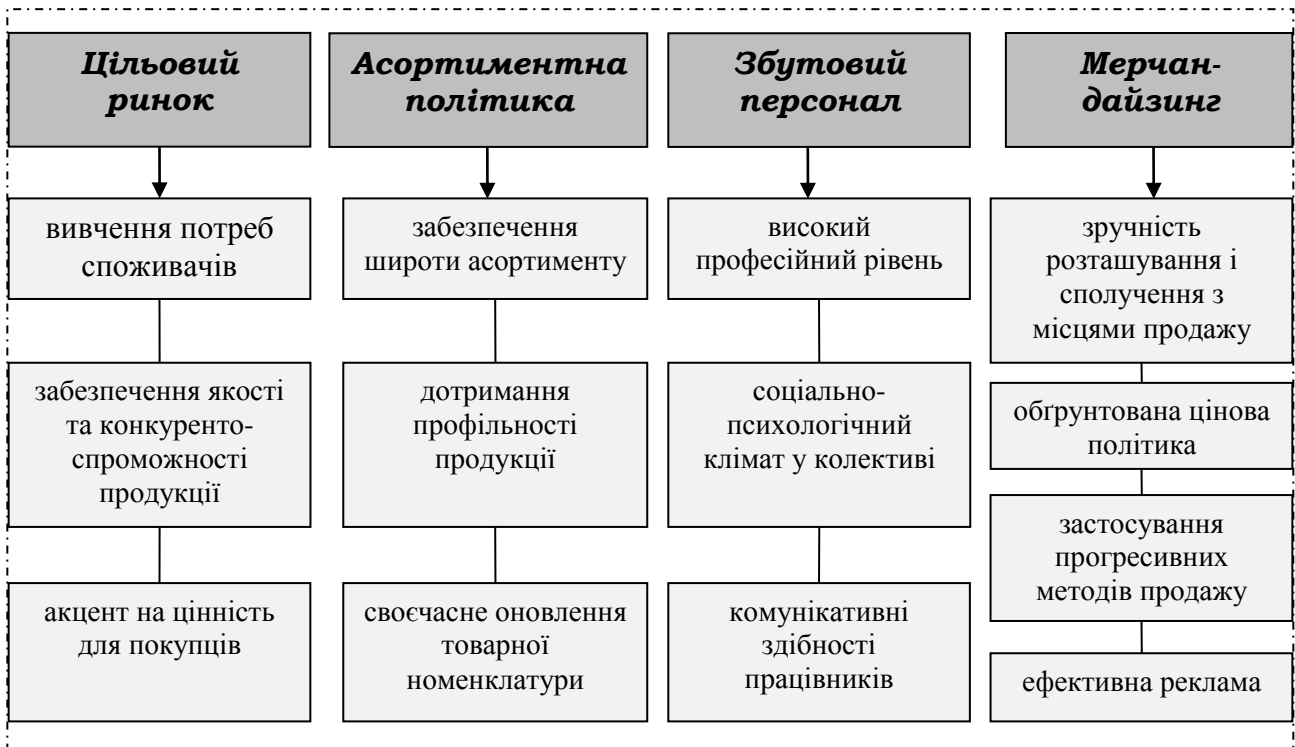 Цільовий
ринок
вивчення потреб
споживачів
забезпечення якості
та конкуренто-
спроможності
продукції
акцент на цінність
для покупців
Асортиментна
політика
забезпечення
широти асортименту
дотримання
профільності
продукції
своєчасне оновлення
товарної
номенклатури
Збутовий
персонал
високий
професійний рівень
соціально-
психологічний
клімат у колективі
комунікативні
здібності
працівників
Мерчан-
дайзинг
зручність
розташування і
сполучення з
місцями продажу
обґрунтована цінова
політика
застосування
прогресивних
методів продажу
ефективна реклама